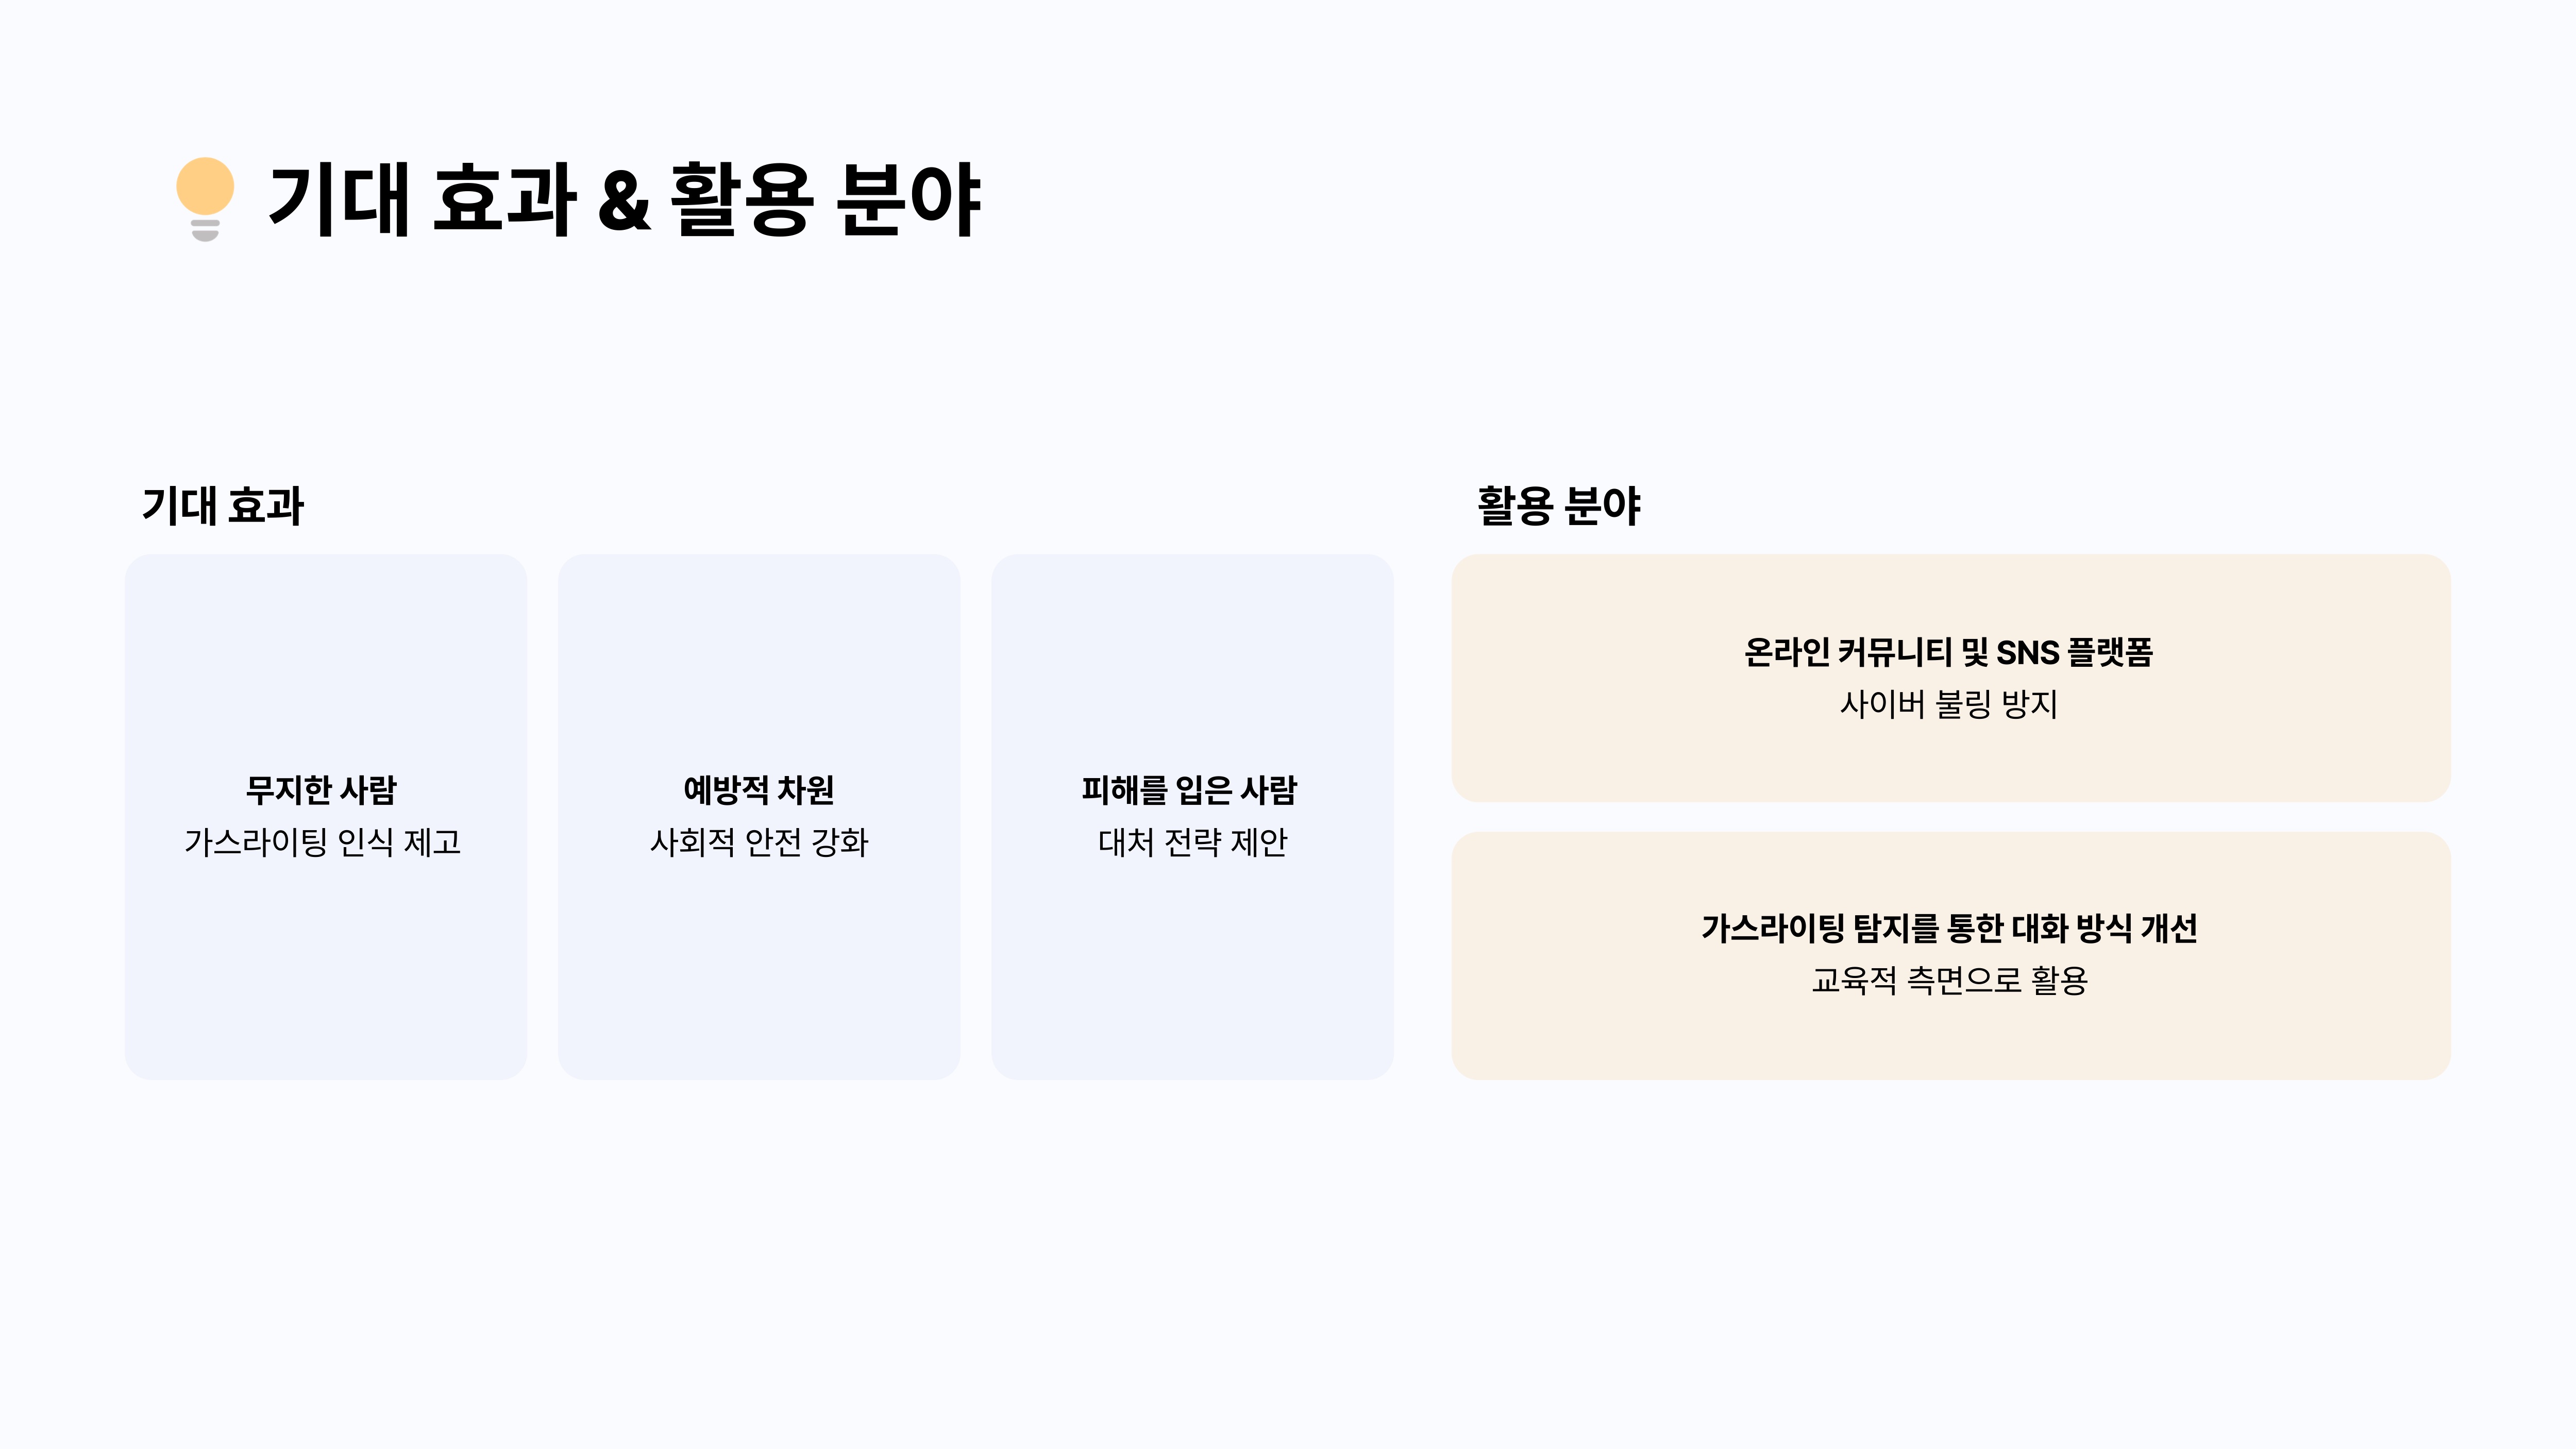 기대 효과 & 활용 분야
기대 효과
무지한 사람
가스라이팅 인식 제고
예방적 차원
사회적 안전 강화
피해를 입은 사람
대처 전략 제안
활용 분야
온라인 커뮤니티 및 SNS 플랫폼
사이버 불링 방지
가스라이팅 탐지를 통한 대화 방식 개선
교육적 측면으로 활용